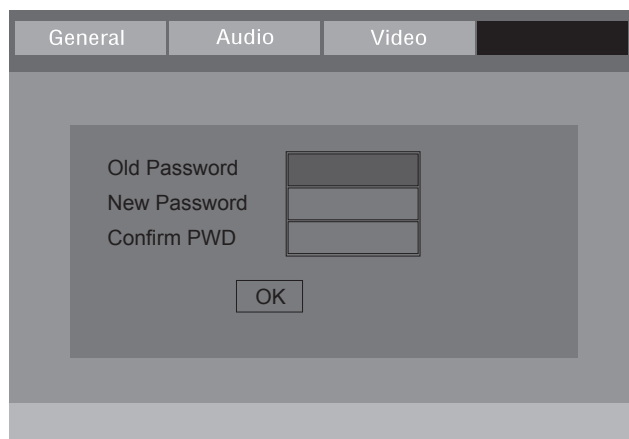 General Audio Video
Old Password
New Password
Confirm PWD
OK